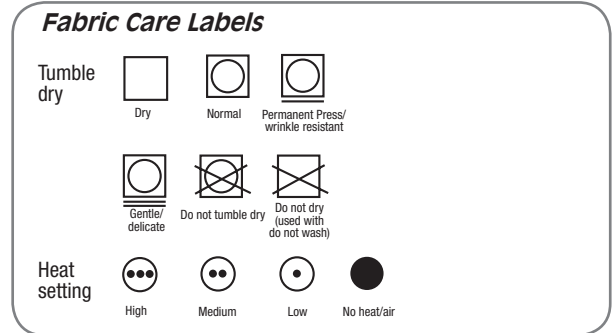 Fabric Care Labels
Tumble
dry
Dry
Normal
Permanent Press/
wrinkle resistant
Gentle/
delicate
Do not tumble dry
Do not dry
(used with
do not wash)
Heat
setting
High
Medium
Low
No heat/air